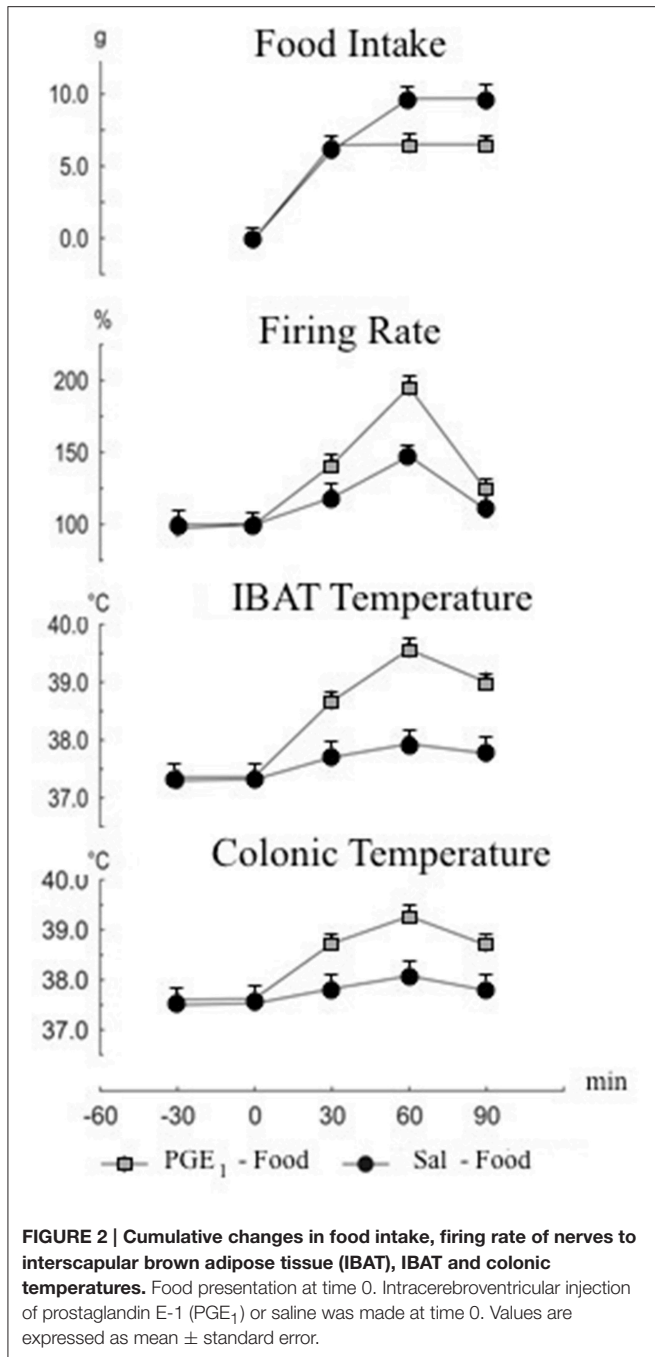 g
Food Intake
10.0
5.0
0.0
%
Firing Rate
200
150
100
°C
IBAT Temperature
40.0
39.0
38.0
37.0
°C
Colonic Temperature
40.0
39.0
38.0
37.0
min
-60 -30 0 30 60 90
PGE₁ - Food Sal - Food
FIGURE 2 | Cumulative changes in food intake, firing rate of nerves to
interscapular brown adipose tissue (IBAT), IBAT and colonic
temperatures. Food presentation at time 0. Intracerebroventricular injection
of prostaglandin E-1 (PGE₁) or saline was made at time 0. Values are
expressed as mean ± standard error.